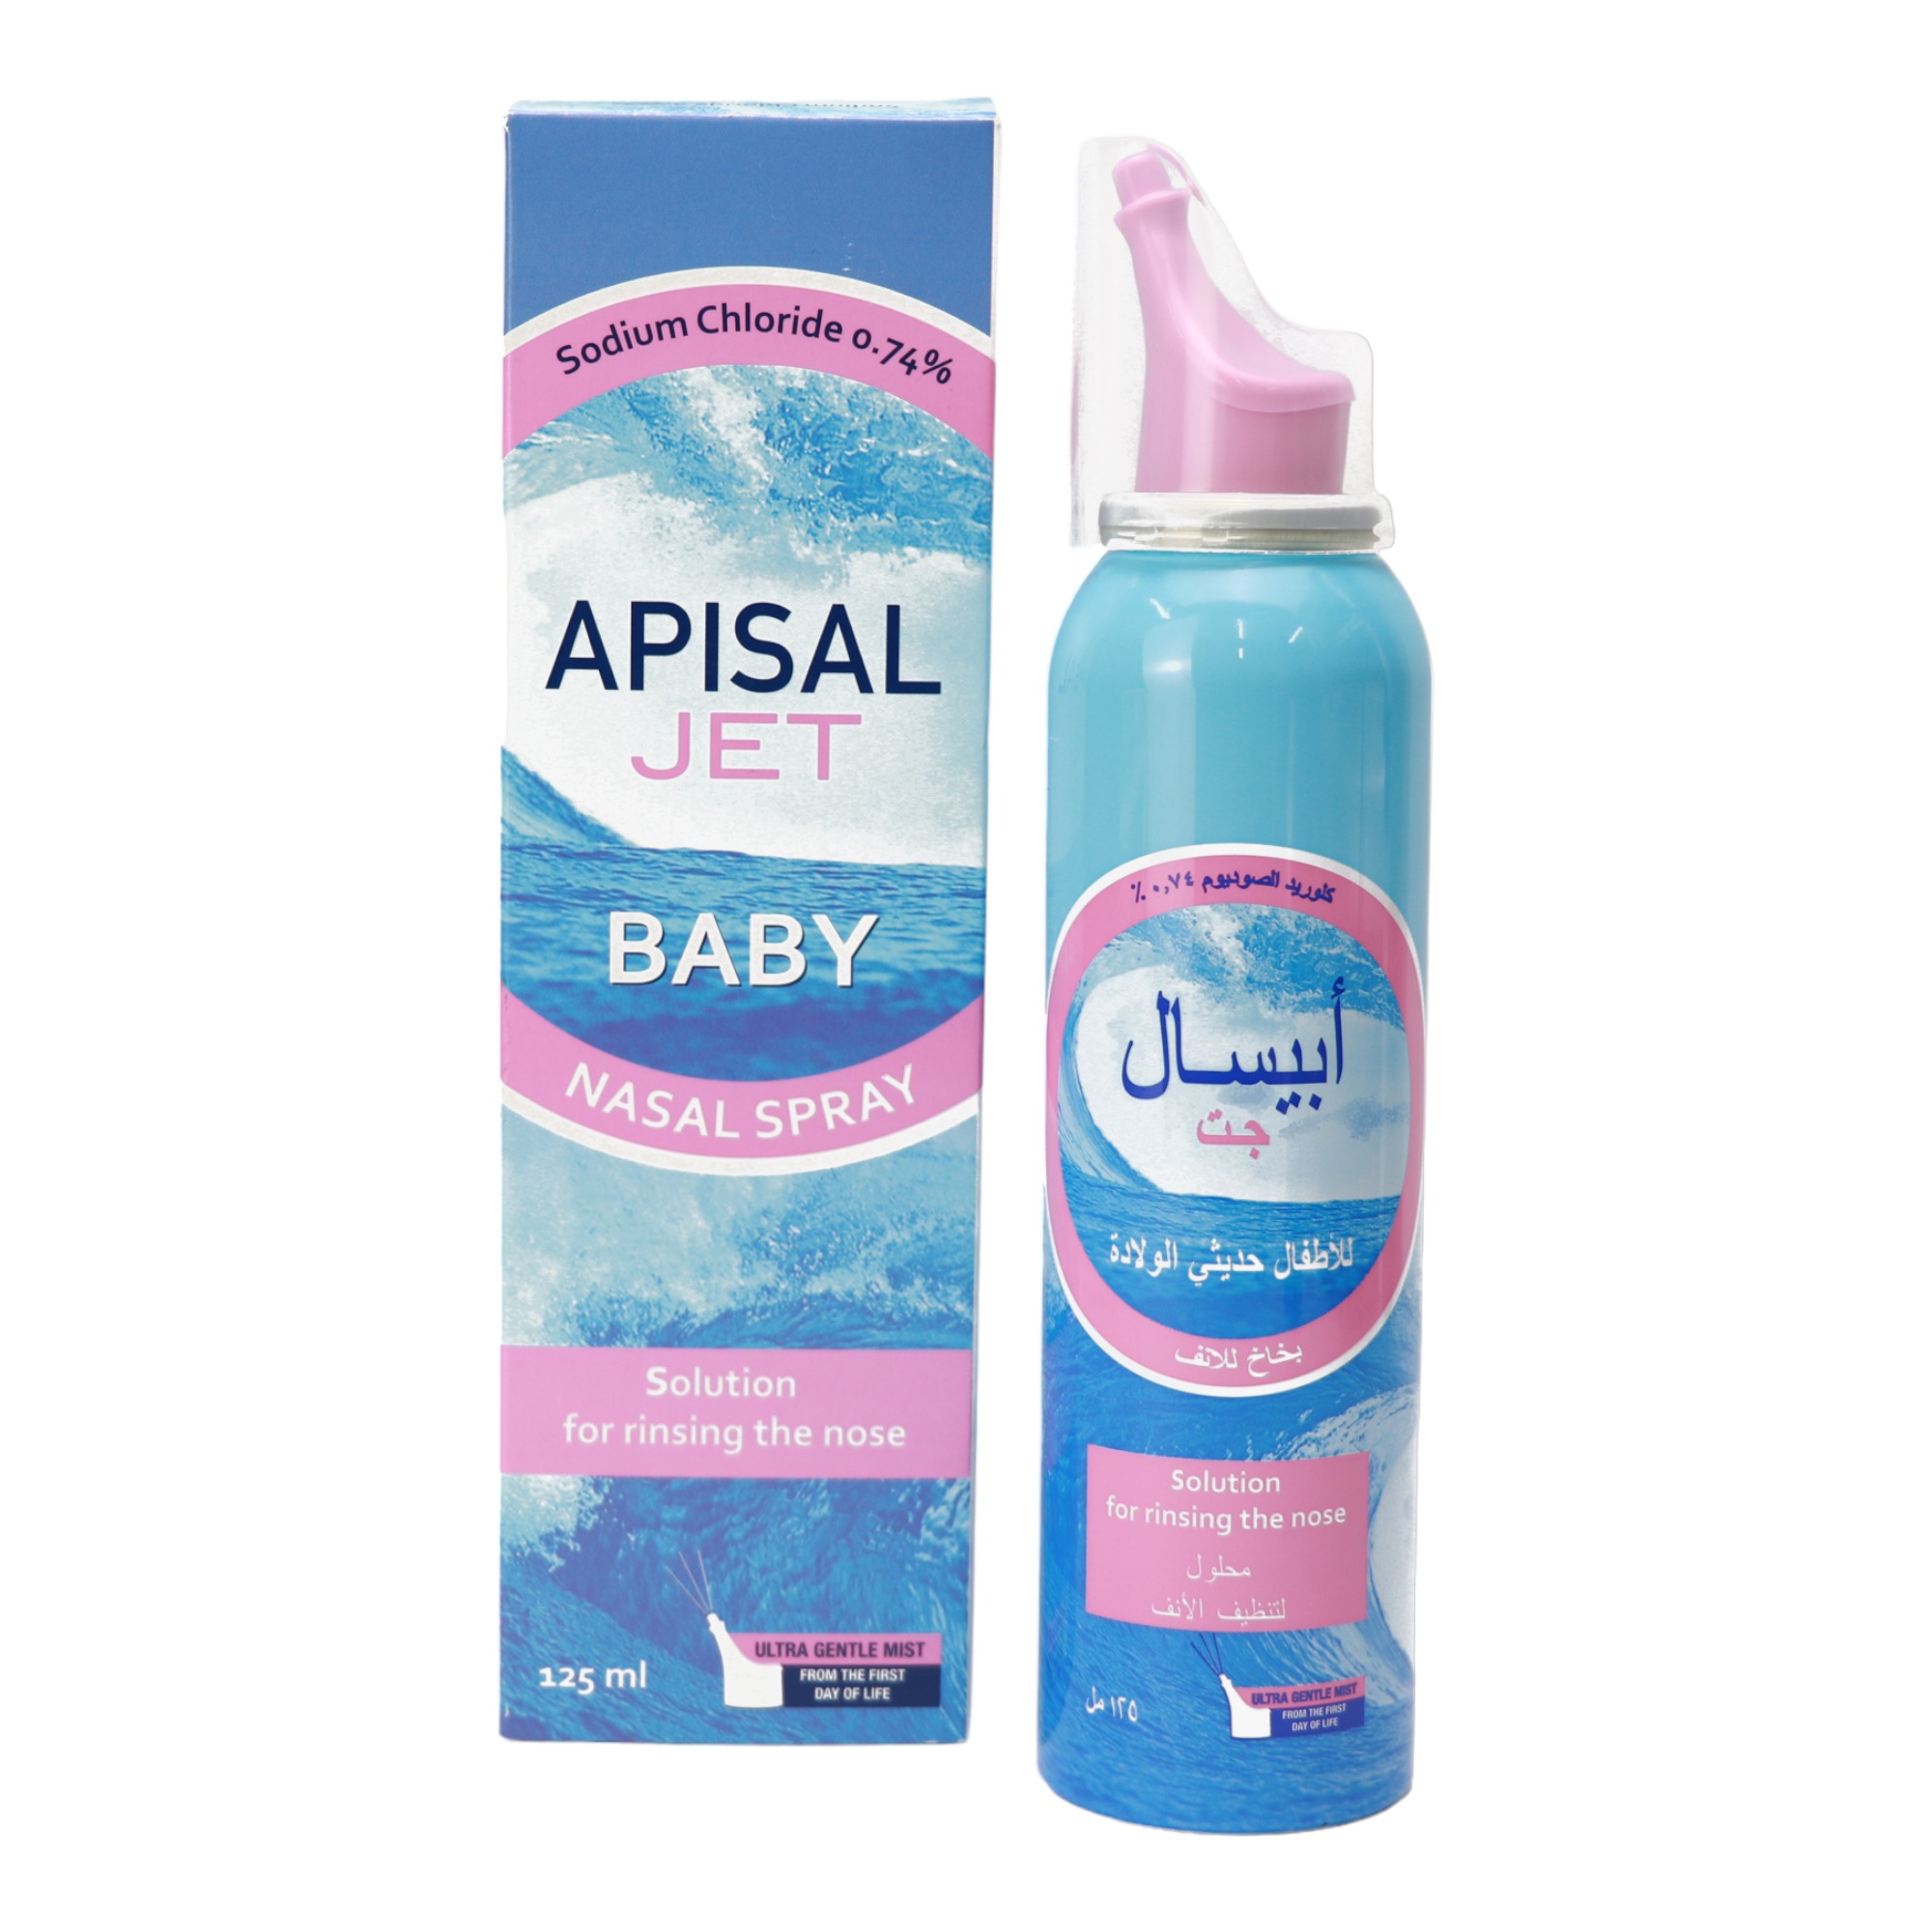 Sodium Chloride 0.74%
APISAL
JET
BABY
NASAL SPRAY
Solution
for rinsing the nose
125 ml
ULTRA GENTLE MIST
FROM THE FIRST
DAY OF LIFE
كلوريد الصوديوم ٠,٧٤ ٪
أبيسال
جت
للأطفال حديثي الولادة
بخاخ للانف
Solution
for rinsing the nose
محلول
لتنظيف الأنف
١٢٥ مل
ULTRA GENTLE MIST
FROM THE FIRST
DAY OF LIFE